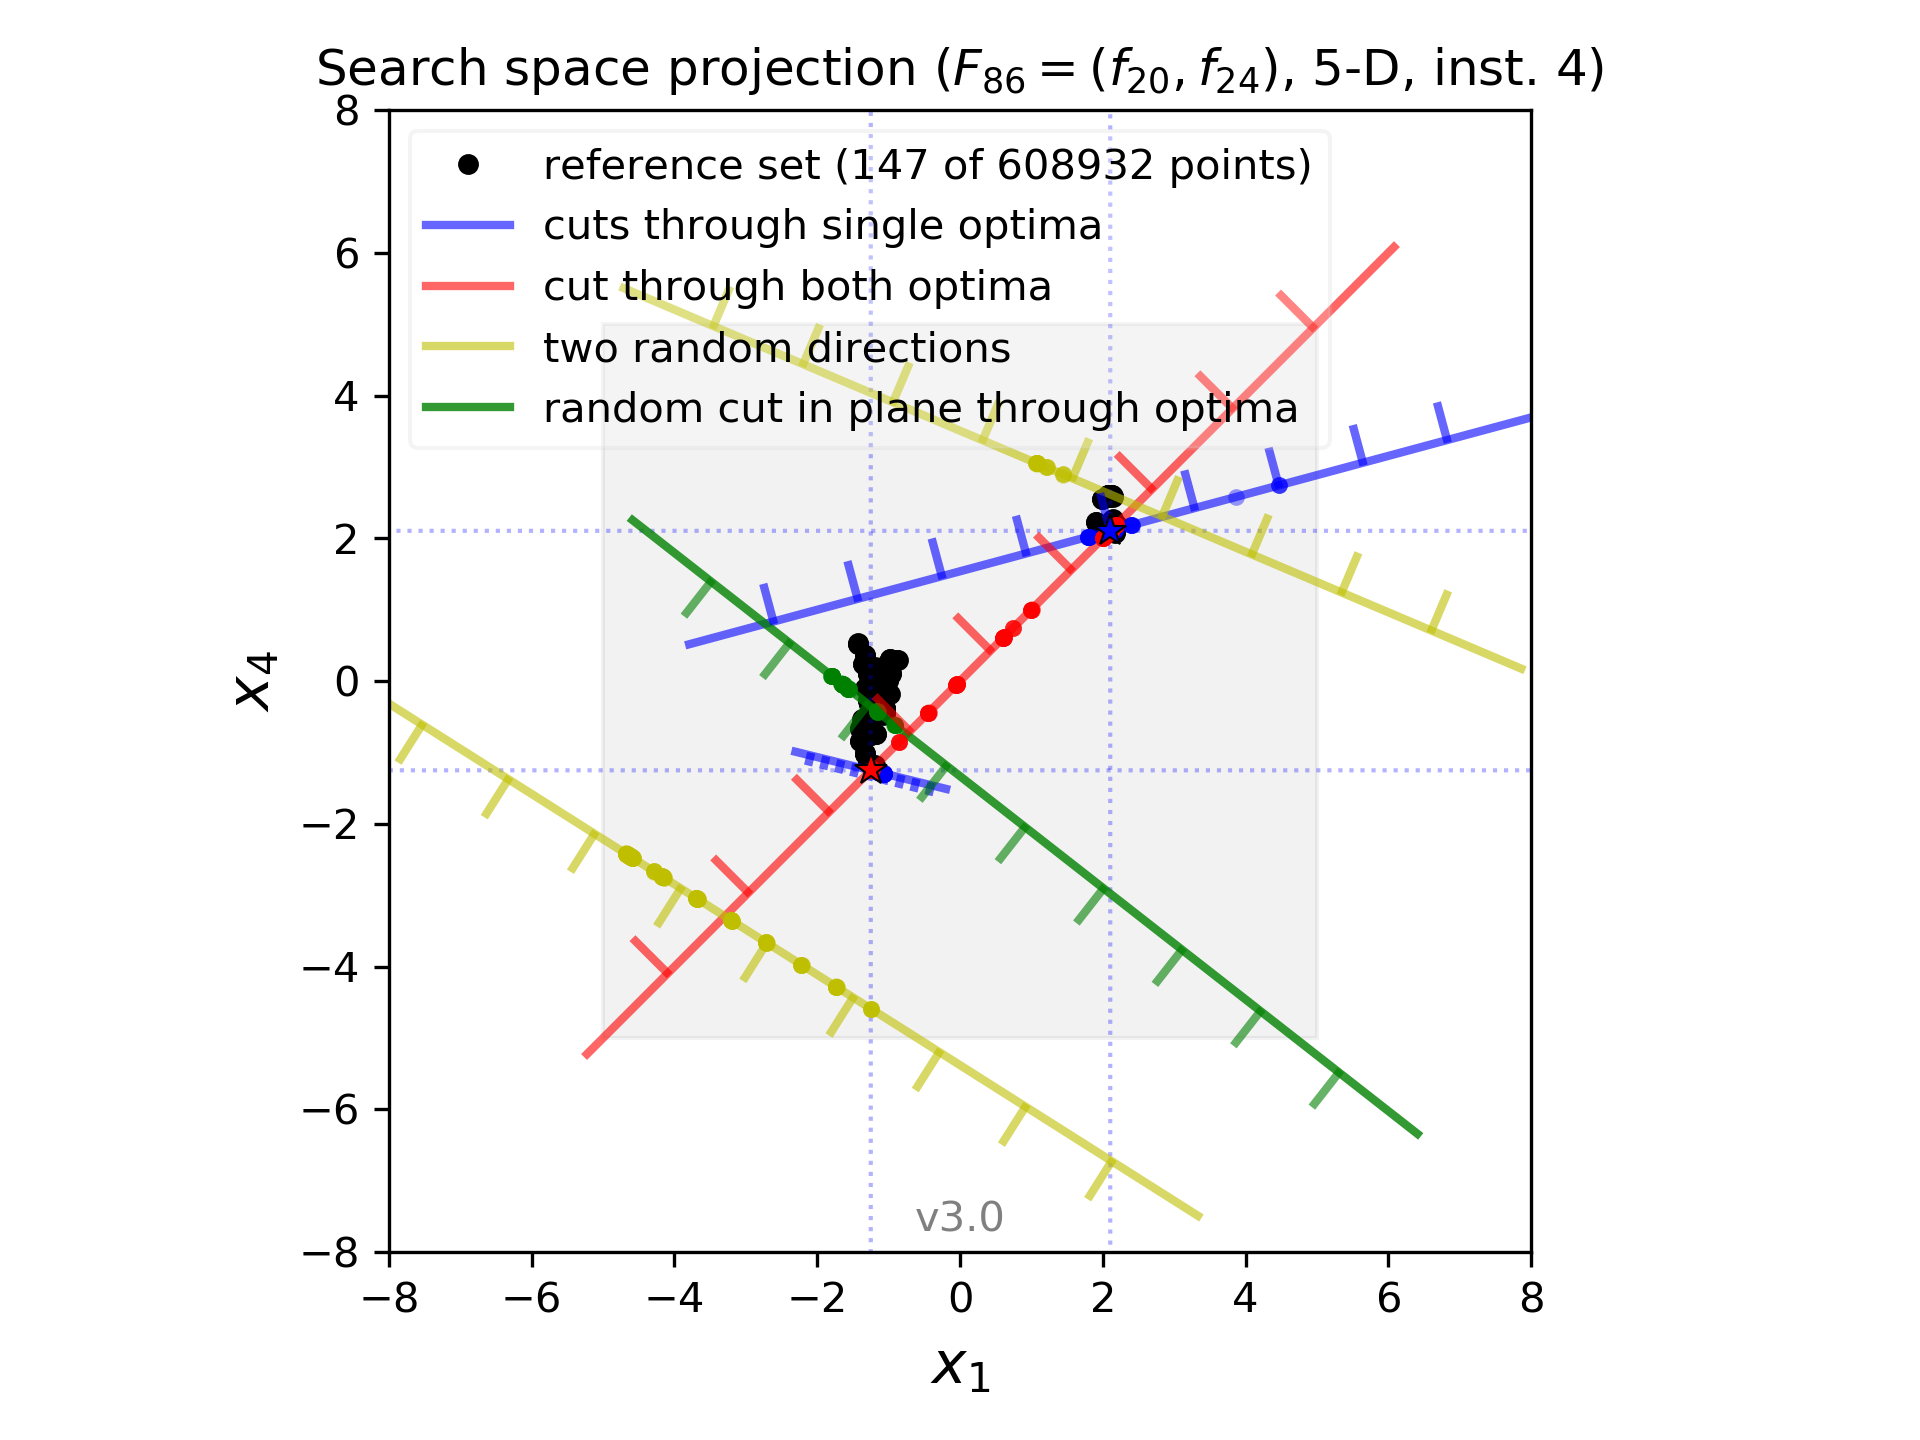 Search space projection (F₈₆ = (f₂₀, f₂₄), 5-D, inst. 4)
reference set (147 of 608932 points)
cuts through single optima
cut through both optima
two random directions
random cut in plane through optima
8
6
4
2
0
−2
−4
−6
−8
x₄
v3.0
−8 −6 −4 −2 0 2 4 6 8
x₁